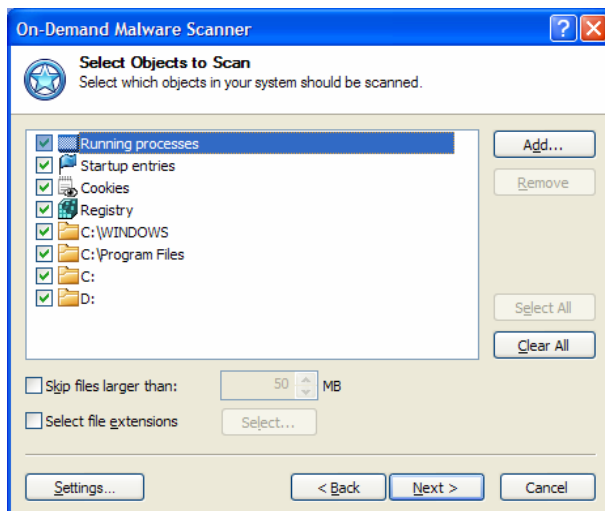 On-Demand Malware Scanner
Select Objects to Scan
Select which objects in your system should be scanned.
Running processes
Startup entries
Cookies
Registry
C:\WINDOWS
C:\Program Files
C:
D:
Add...
Remove
Select All
Clear All
Skip files larger than: 50 MB
Select file extensions Select...
Settings... < Back Next > Cancel